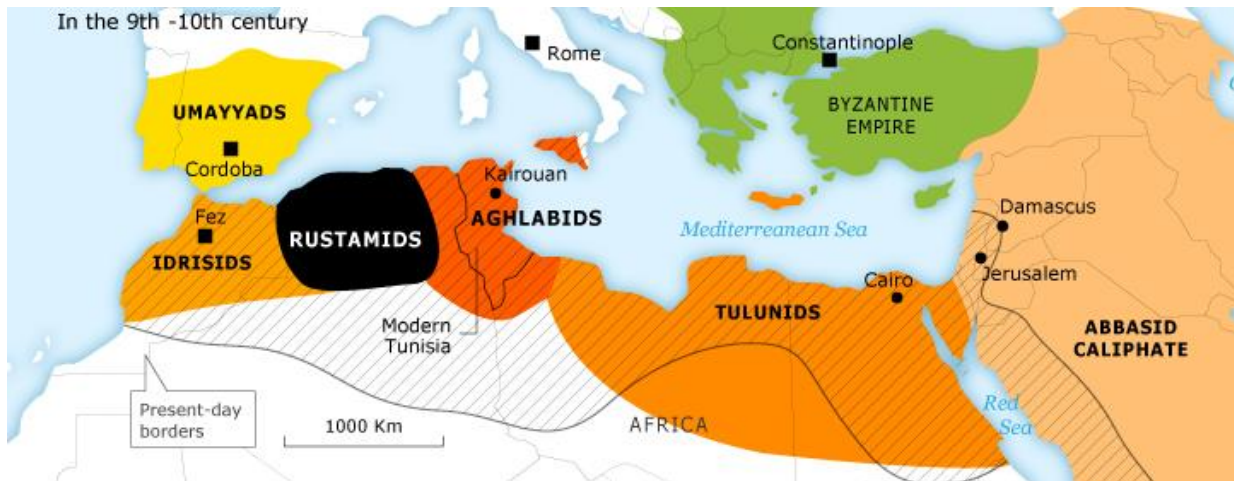 In the 9th -10th century
Rome
Constantinople
UMAYYADS
BYZANTINE
EMPIRE
Cordoba
Kairouan
Damascus
Fez
AGHLABIDS
Mediterranean Sea
RUSTAMIDS
IDRISIDS
Cairo
Jerusalem
TULUNIDS
Modern
Tunisia
ABBASID
CALIPHATE
Present-day
borders
1000 Km
AFRICA
Red
Sea